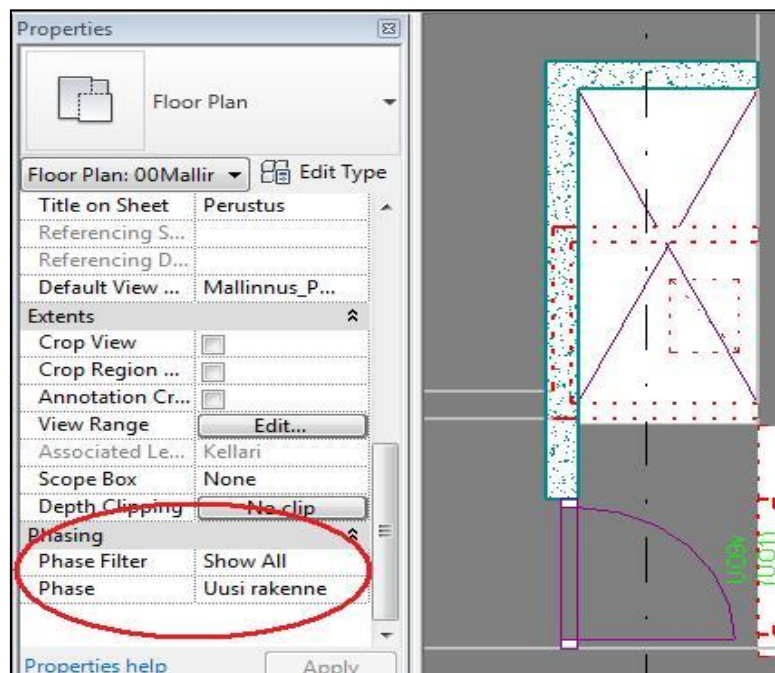 Properties
Floor Plan
Floor Plan: 00Mallir
Edit Type
Title on Sheet Perustus
Referencing S...
Referencing D...
Default View ... Mallinnus_P...
Extents
Crop View
Crop Region ...
Annotation Cr...
View Range Edit...
Associated Le... Kellari
Scope Box None
Depth Clipping No clip
Phasing
Phase Filter Show All
Phase Uusi rakenne
Properties help Apply